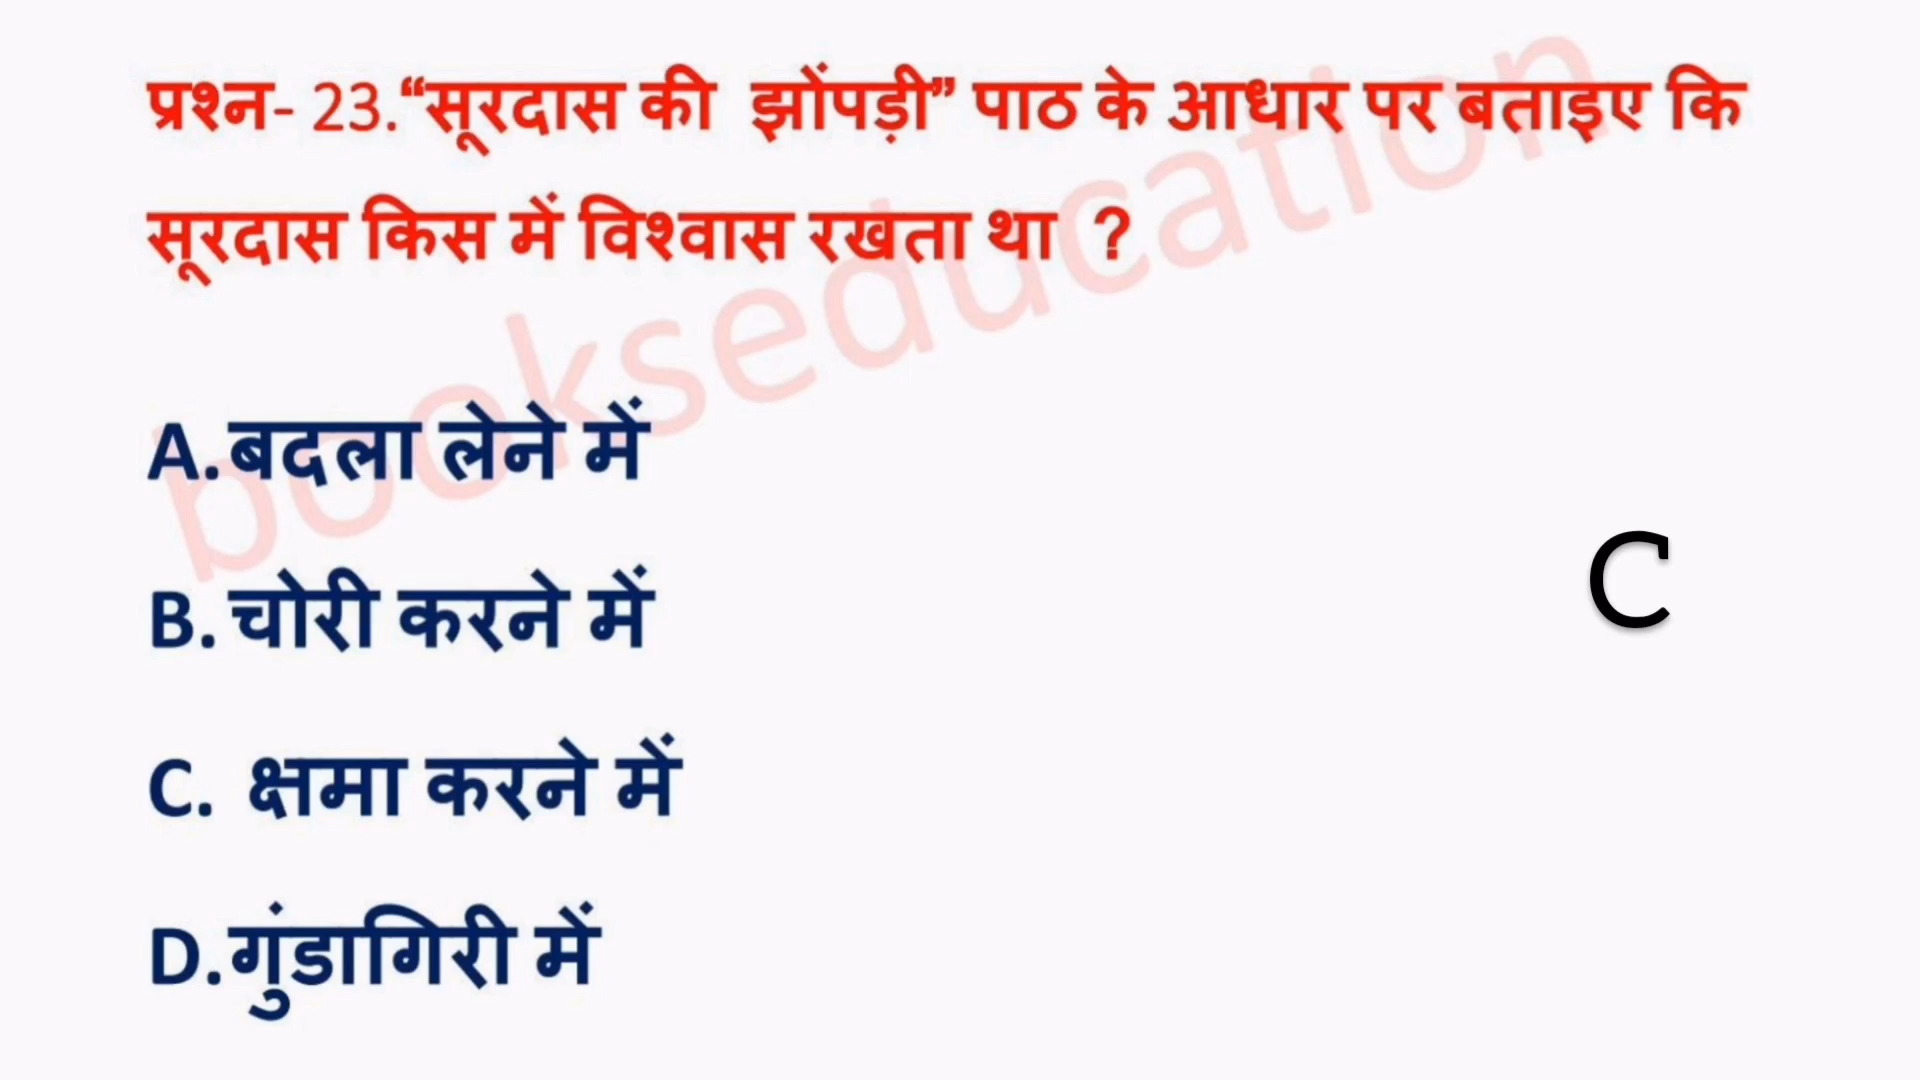 प्रश्न- 23.“सूरदास की झोंपड़ी” पाठ के आधार पर बताइए कि
सूरदास किस में विश्वास रखता था ?
bookseducation
A.बदला लेने में
B.चोरी करने में
C
C. क्षमा करने में
D.गुंडागिरी में